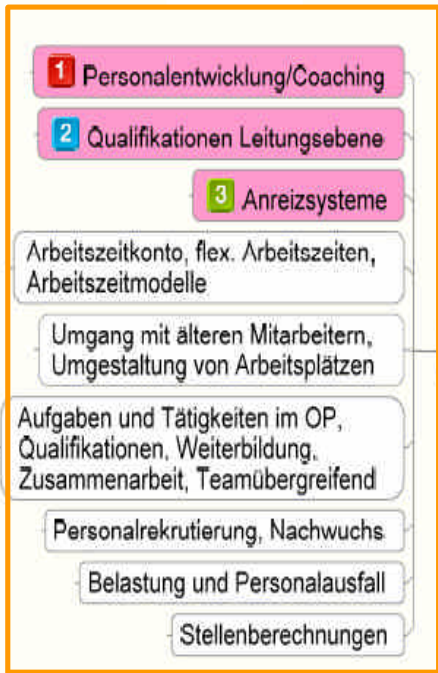 1 Personalentwicklung/Coaching
2 Qualifikationen Leitungsebene
3 Anreizsysteme
Arbeitszeitkonto, flex. Arbeitszeiten,
Arbeitszeitmodelle
Umgang mit älteren Mitarbeitern,
Umgestaltung von Arbeitsplätzen
Aufgaben und Tätigkeiten im OP,
Qualifikationen, Weiterbildung,
Zusammenarbeit, Teamübergreifend
Personalrekrutierung, Nachwuchs
Belastung und Personalausfall
Stellenberechnungen